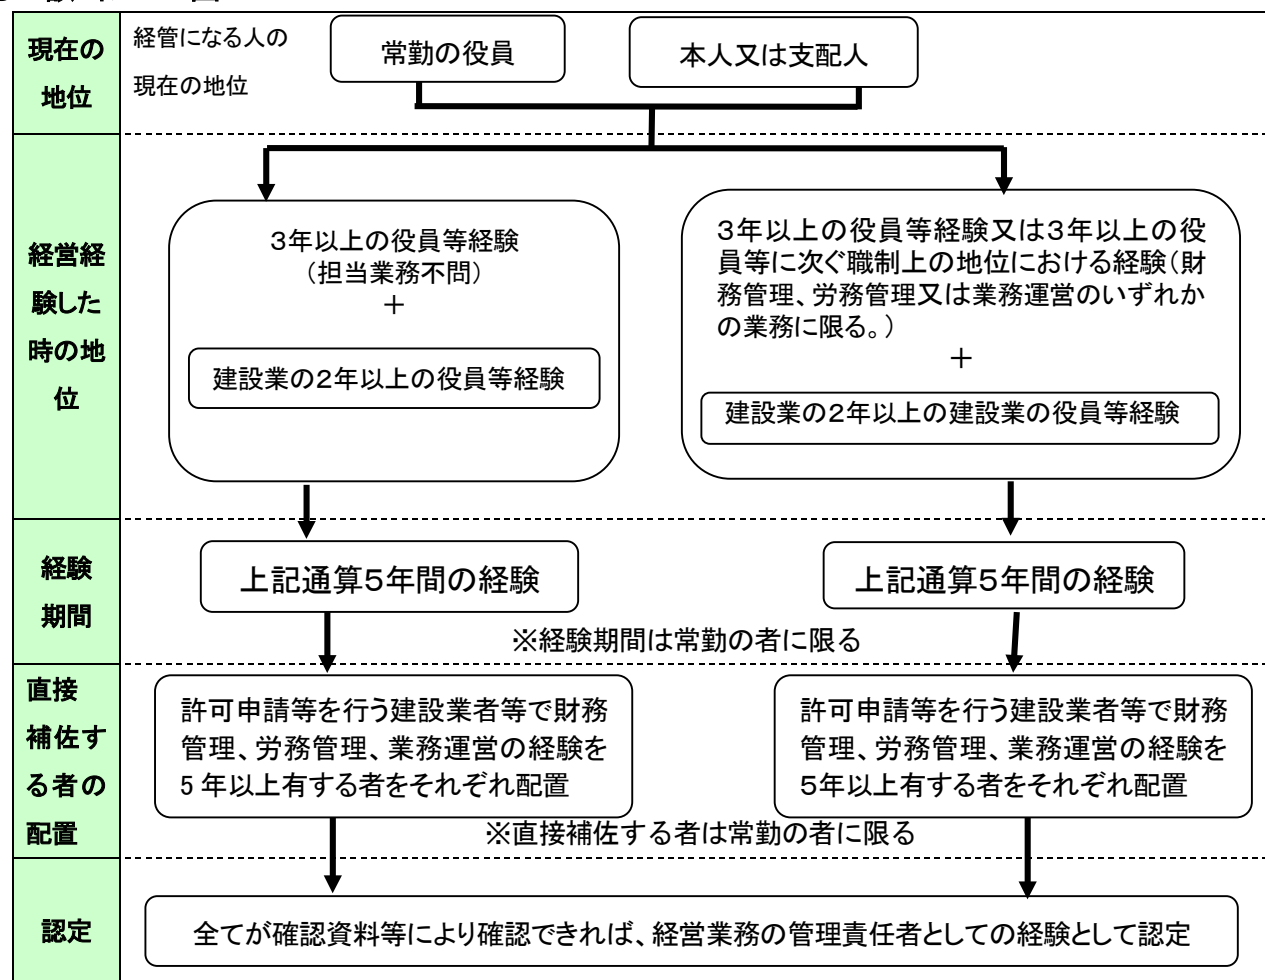 現在の
地位
経管になる人の
現在の地位
常勤の役員
本人又は支配人
経営経
験した
時の地
位
3年以上の役員等経験
(担当業務不問)
+
建設業の2年以上の役員等経験
3年以上の役員等経験又は3年以上の役
員等に次ぐ職制上の地位における経験(財
務管理、労務管理又は業務運営のいずれか
の業務に限る。)
+
建設業の2年以上の建設業の役員等経験
経験
期間
上記通算5年間の経験
上記通算5年間の経験
※経験期間は常勤の者に限る
直接
補佐す
る者の
配置
許可申請等を行う建設業者等で財務
管理、労務管理、業務運営の経験を
5年以上有する者をそれぞれ配置
許可申請等を行う建設業者等で財務
管理、労務管理、業務運営の経験を
5年以上有する者をそれぞれ配置
※直接補佐する者は常勤の者に限る
認定
全てが確認資料等により確認できれば、経営業務の管理責任者としての経験として認定